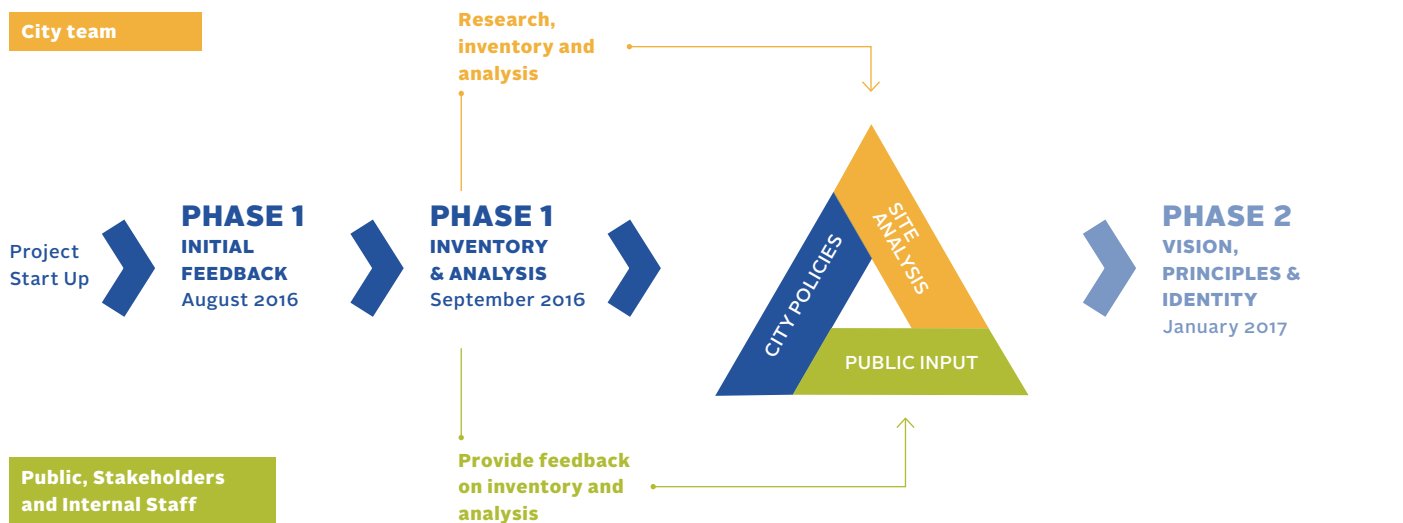 City team
Research,
inventory and
analysis
Project
Start Up
PHASE 1
INITIAL
FEEDBACK
August 2016
PHASE 1
INVENTORY
& ANALYSIS
September 2016
CITY POLICIES
SITE
ANALYSIS
PUBLIC INPUT
PHASE 2
VISION,
PRINCIPLES &
IDENTITY
January 2017
Public, Stakeholders
and Internal Staff
Provide feedback
on inventory and
analysis